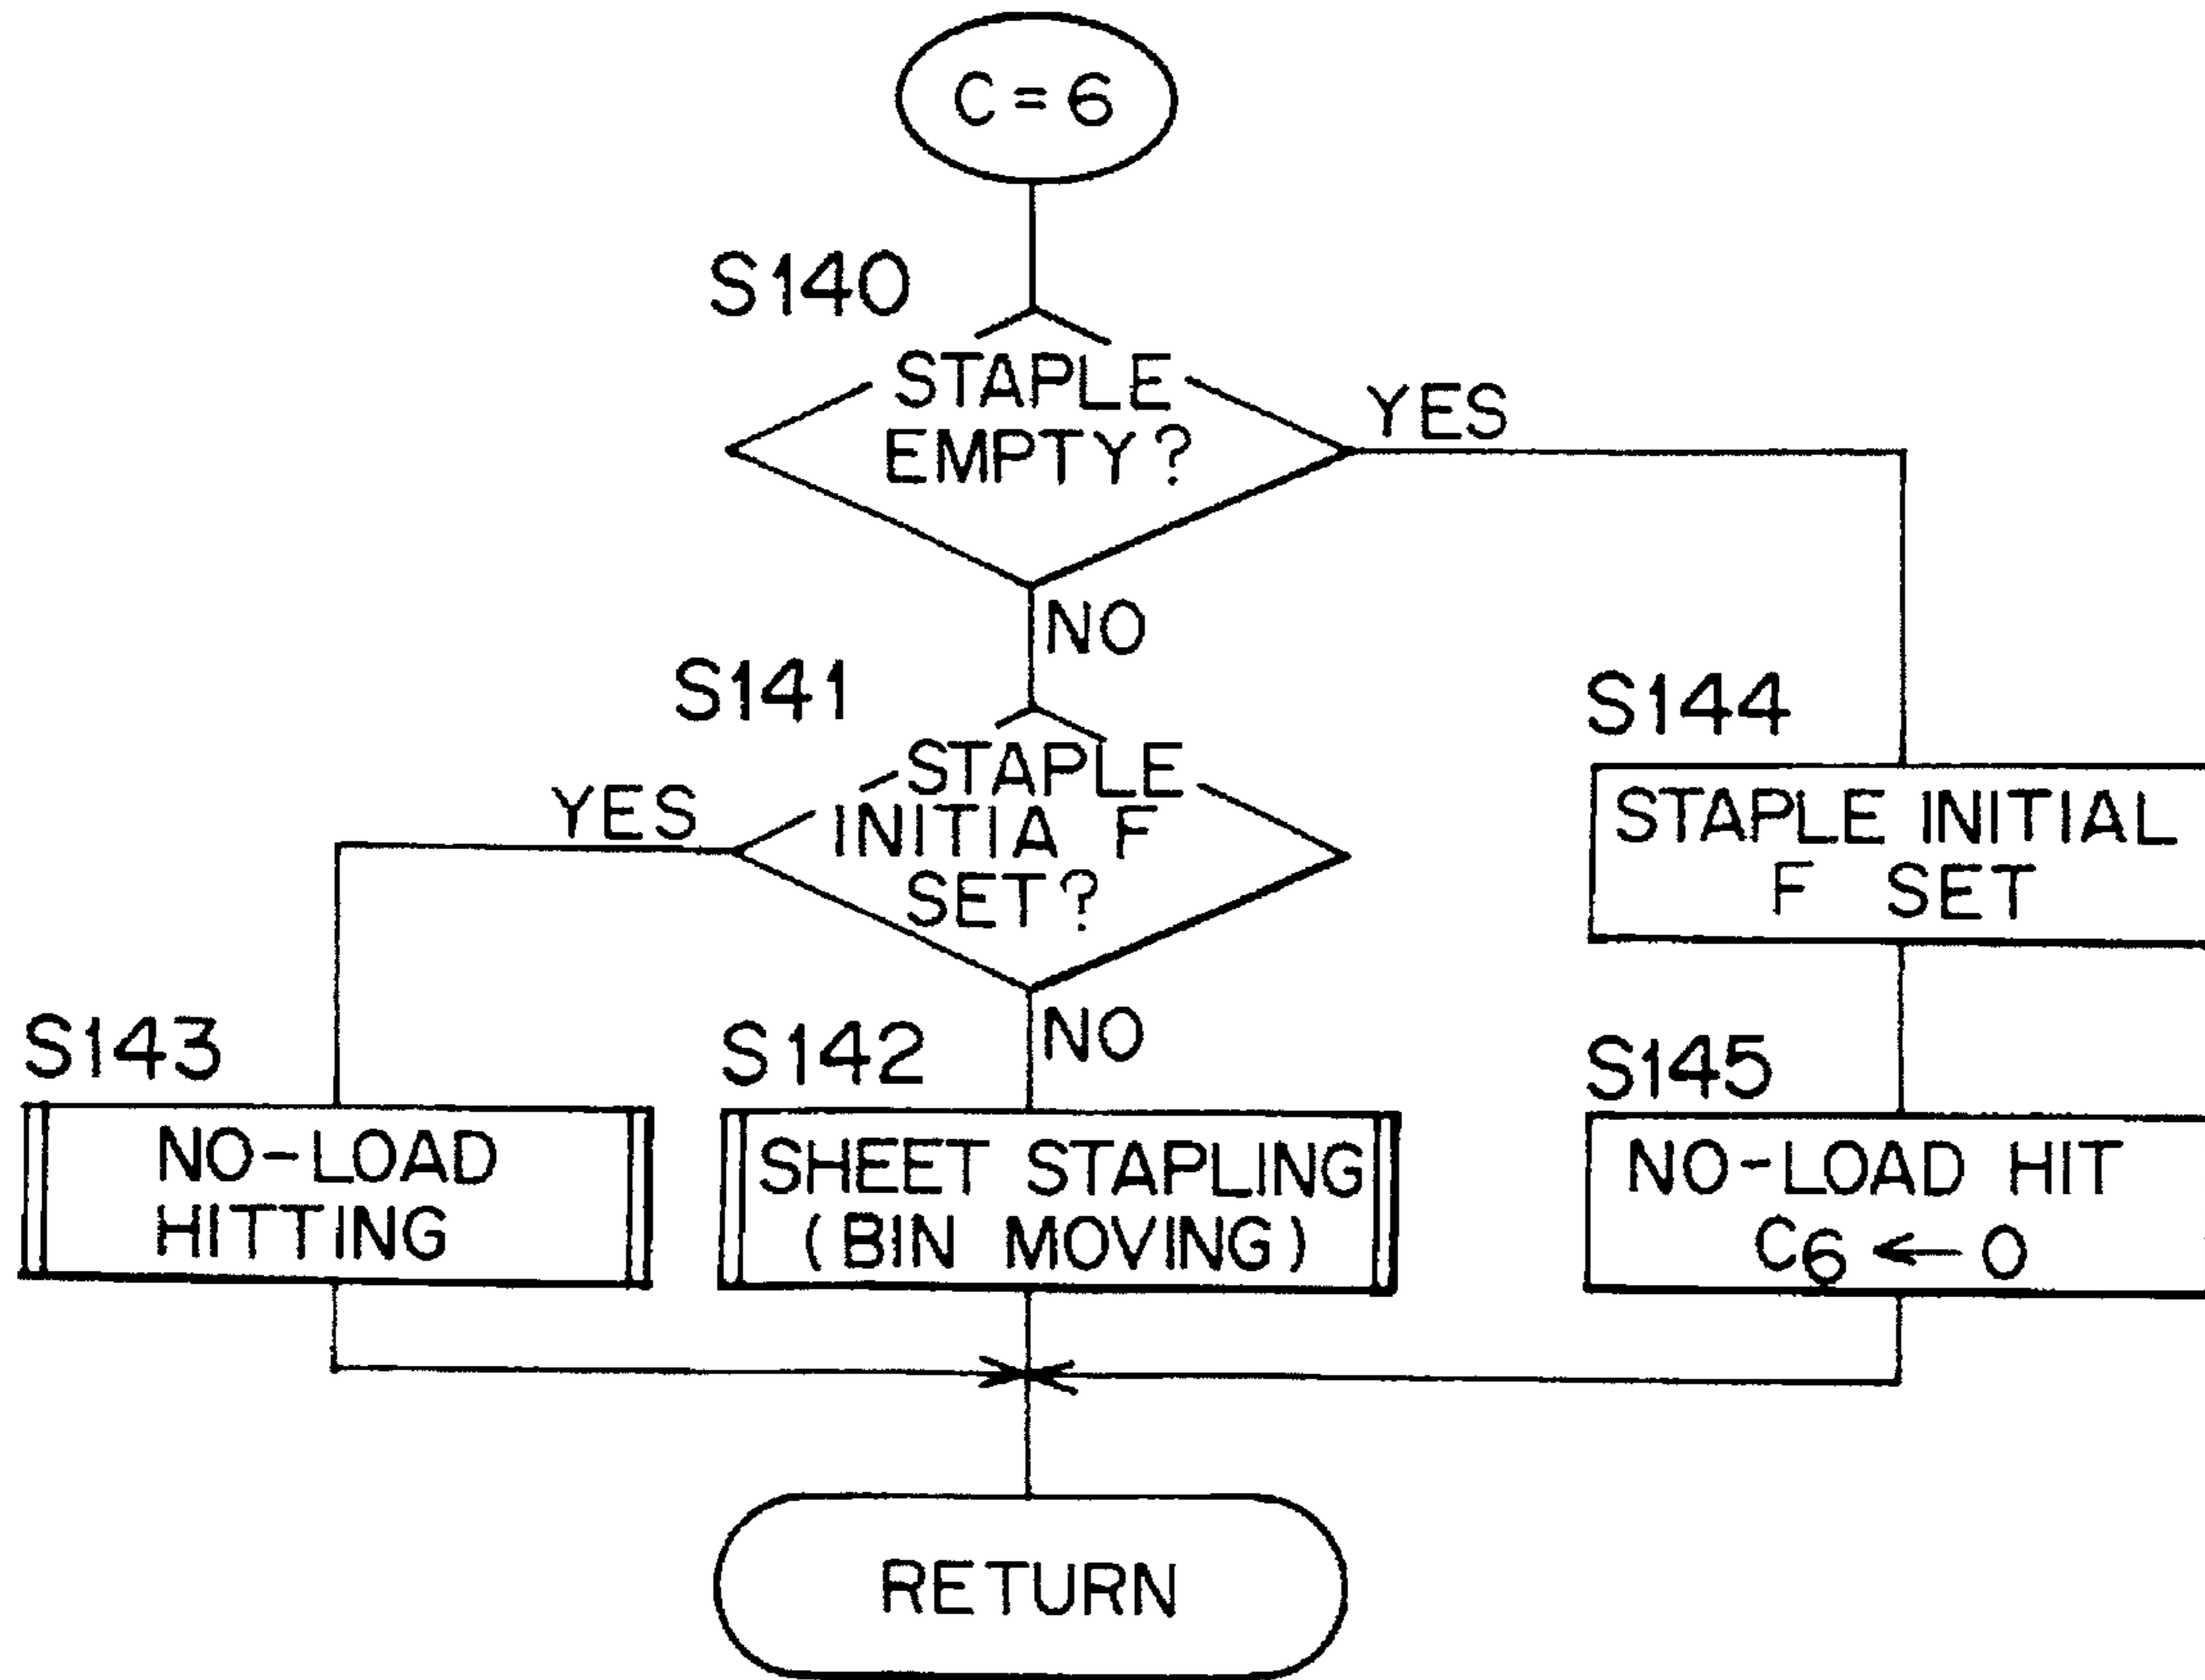 C=6
S140
STAPLE
EMPTY?
YES
NO
S141
STAPLE
INITIA F
SET?
YES
NO
S144
STAPLE INITIAL
F SET
S143
NO-LOAD
HITTING
S142
SHEET STAPLING
(BIN MOVING)
S145
NO-LOAD HIT
C6 ← 0
RETURN